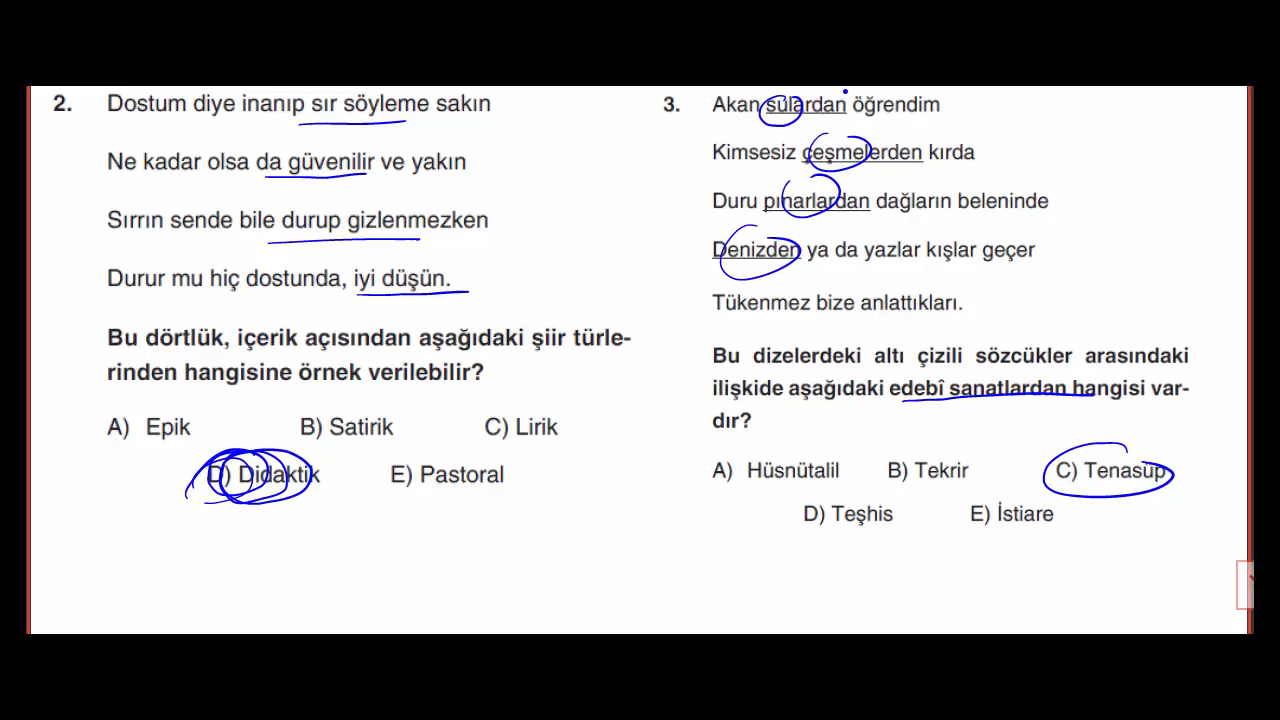 2. Dostum diye inanıp sır söyleme sakın
Ne kadar olsa da güvenilir ve yakın
Sırrın sende bile durup gizlenmezken
Durur mu hiç dostunda, iyi düşün.
Bu dörtlük, içerik açısından aşağıdaki şiir türle-
rinden hangisine örnek verilebilir?
A) Epik B) Satirik C) Lirik
D) Didaktik E) Pastoral
3. Akan sulardan öğrendim
Kimsesiz çeşmelerden kırda
Duru pınarlardan dağların beleninde
Denizden ya da yazlar kışlar geçer
Tükenmez bize anlattıkları.
Bu dizelerdeki altı çizili sözcükler arasındaki
ilişkide aşağıdaki edebî sanatlardan hangisi var-
dır?
A) Hüsnütalil B) Tekrir C) Tenasüp
D) Teşhis E) İstiare